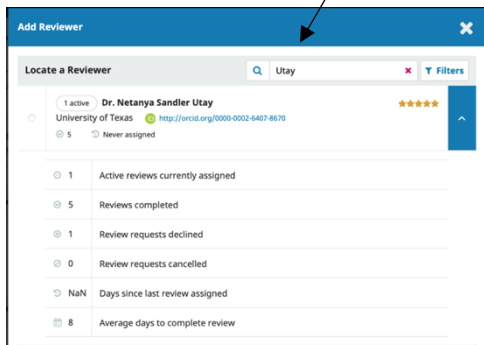 Add Reviewer
Locate a Reviewer Utay Filters
1 active Dr. Netanya Sandler Utay
University of Texas iD http://orcid.org/0000-0002-6407-8670
5 Never assigned
1 Active reviews currently assigned
5 Reviews completed
1 Review requests declined
0 Review requests cancelled
NaN Days since last review assigned
8 Average days to complete review